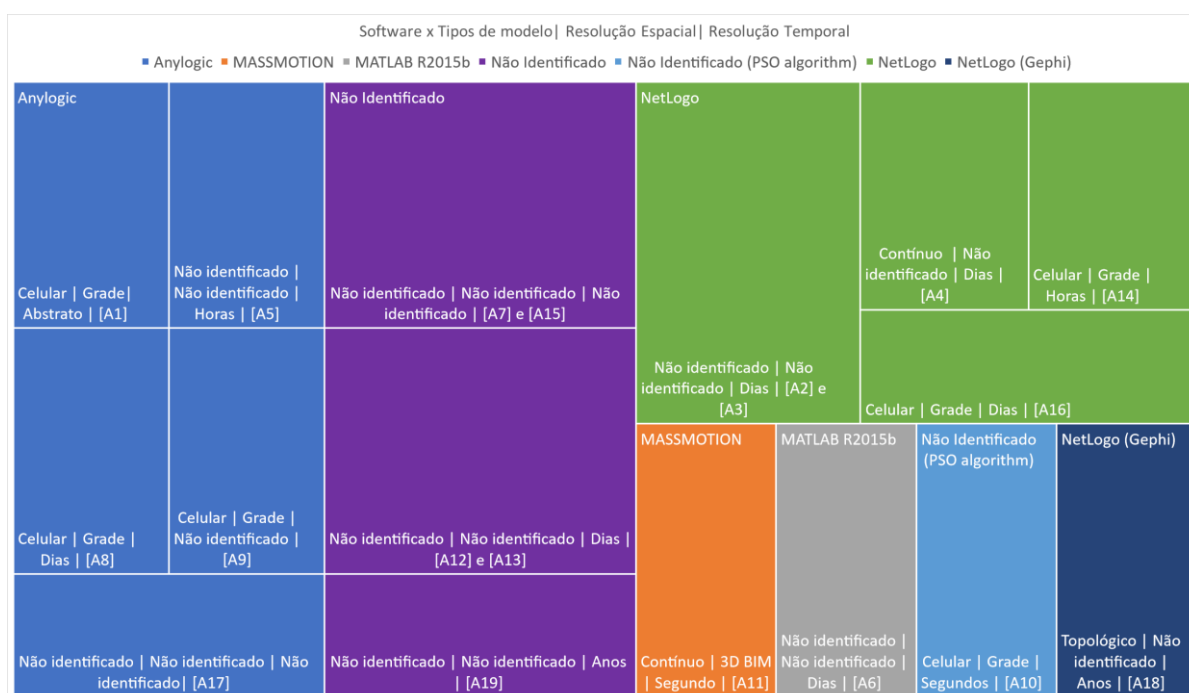 Software x Tipos de modelo| Resolução Espacial| Resolução Temporal
Anylogic MASSMOTION MATLAB R2015b Não Identificado Não Identificado (PSO algorithm) NetLogo NetLogo (Gephi)
Anylogic
Celular | Grade|
Abstrato | [A1]
Não identificado |
Não identificado |
Horas | [A5]
Celular | Grade |
Dias | [A8]
Celular | Grade |
Não identificado |
[A9]
Não identificado | Não identificado | Não
identificado| [A17]
Não Identificado
Não identificado | Não identificado | Não
identificado | [A7] e [A15]
Não identificado | Não identificado | Dias |
[A12] e [A13]
Não identificado | Não identificado | Anos
| [A19]
NetLogo
Não identificado | Não
identificado | Dias | [A2] e
[A3]
Contínuo | Não
identificado | Dias |
[A4]
Celular | Grade |
Horas | [A14]
Celular | Grade | Dias | [A16]
MASSMOTION
Contínuo | 3D BIM
| Segundo | [A11]
MATLAB R2015b
Não identificado |
Não identificado |
Dias | [A6]
Não Identificado
(PSO algorithm)
Celular | Grade |
Segundos | [A10]
NetLogo (Gephi)
Topológico | Não
identificado |
Anos | [A18]